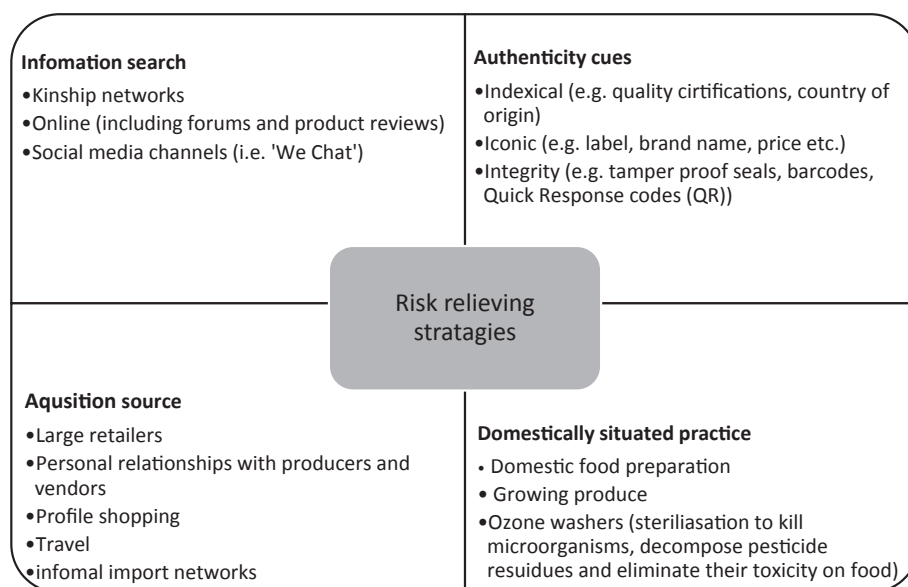 Infomation search
•Kinship networks
•Online (including forums and product reviews)
•Social media channels (i.e. 'We Chat')
Authenticity cues
•Indexical (e.g. quality cirtifications, country of
origin)
•Iconic (e.g. label, brand name, price etc.)
•Integrity (e.g. tamper proof seals, barcodes,
Quick Response codes (QR))
Risk relieving
stratagies
Aqusition source
•Large retailers
•Personal relationships with producers and
vendors
•Profile shopping
•Travel
•infomal import networks
Domestically situated practice
• Domestic food preparation
• Growing produce
•Ozone washers (steriliasation to kill
microorganisms, decompose pesticide
resuidues and eliminate their toxicity on food)